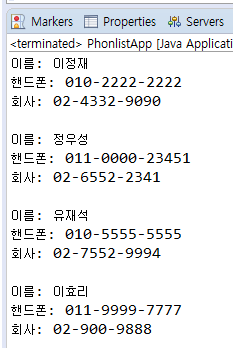 Markers Properties Servers
<terminated> PhonlistApp [Java Applicati
이름: 이정재
핸드폰: 010-2222-2222
회사: 02-4332-9090
이름: 정우성
핸드폰: 011-0000-23451
회사: 02-6552-2341
이름: 유재석
핸드폰: 010-5555-5555
회사: 02-7552-9994
이름: 이효리
핸드폰: 011-9999-7777
회사: 02-900-9888